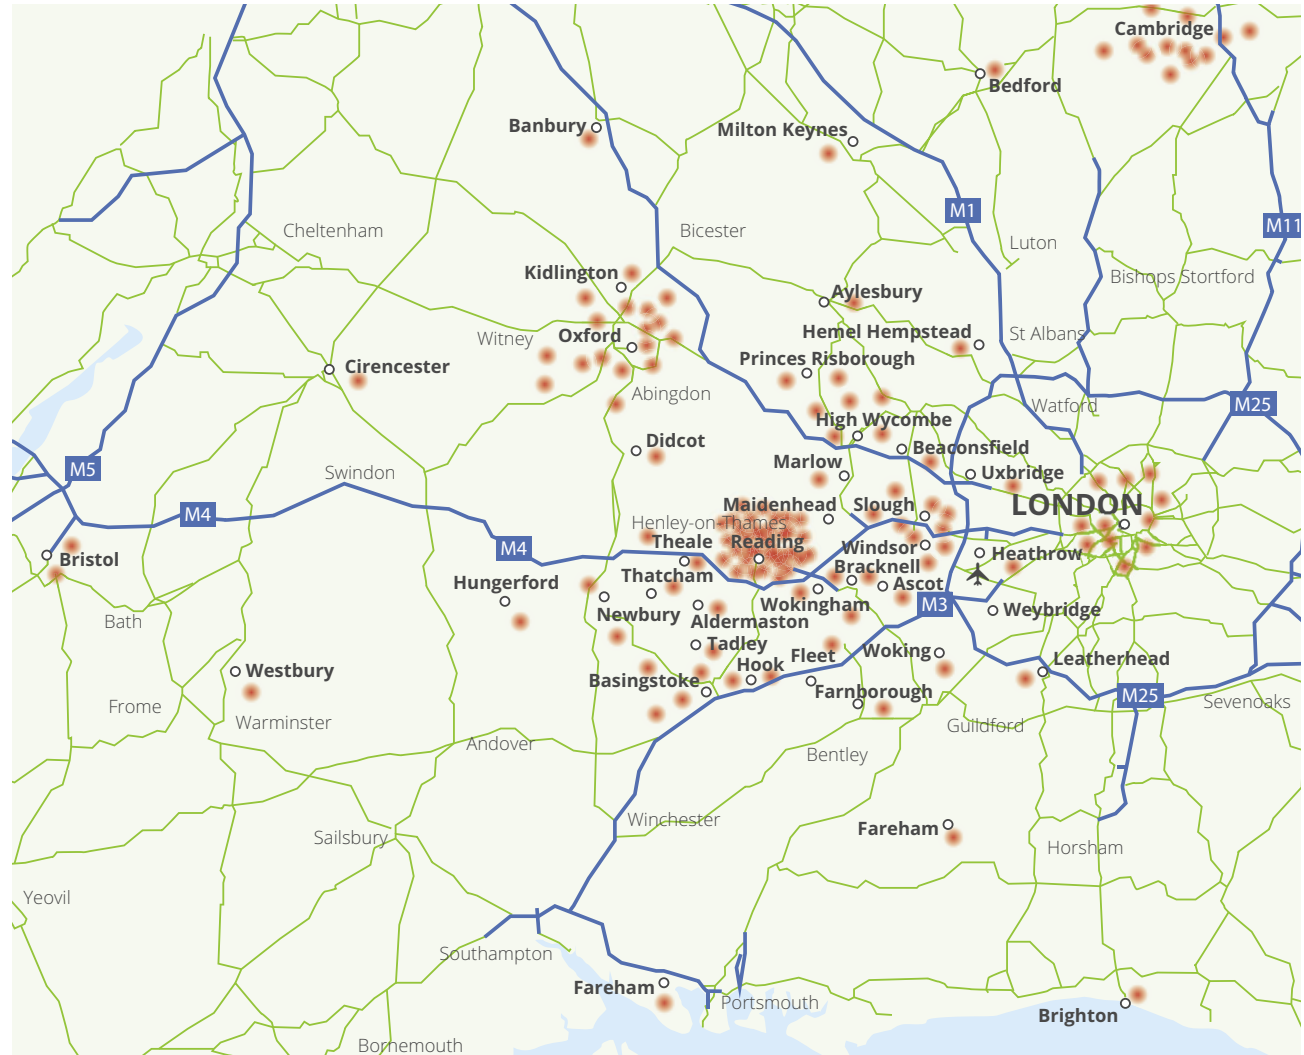 Cambridge
Bedford
Banbury
Milton Keynes
M1
M11
Cheltenham
Bicester
Luton
Kidlington
Bishops Stortford
Aylesbury
Witney
Oxford
Hemel Hempstead
St Albans
Cirencester
Princes Risborough
Abingdon
Watford
M25
High Wycombe
Didcot
Beaconsfield
M5
Swindon
Marlow
Uxbridge
M4
Maidenhead
Slough
LONDON
Henley-on-Thames
M4
Theale
Reading
Windsor
Heathrow
Bristol
Hungerford
Thatcham
Bracknell
Ascot
Bath
Newbury
Wokingham
M3
Weybridge
Aldermaston
Tadley
Fleet
Woking
Leatherhead
Westbury
Hook
Basingstoke
Farnborough
M25
Sevenoaks
Frome
Warminster
Guildford
Andover
Bentley
Winchester
Fareham
Sailsbury
Horsham
Yeovil
Southampton
Fareham
Portsmouth
Brighton
Bornemouth